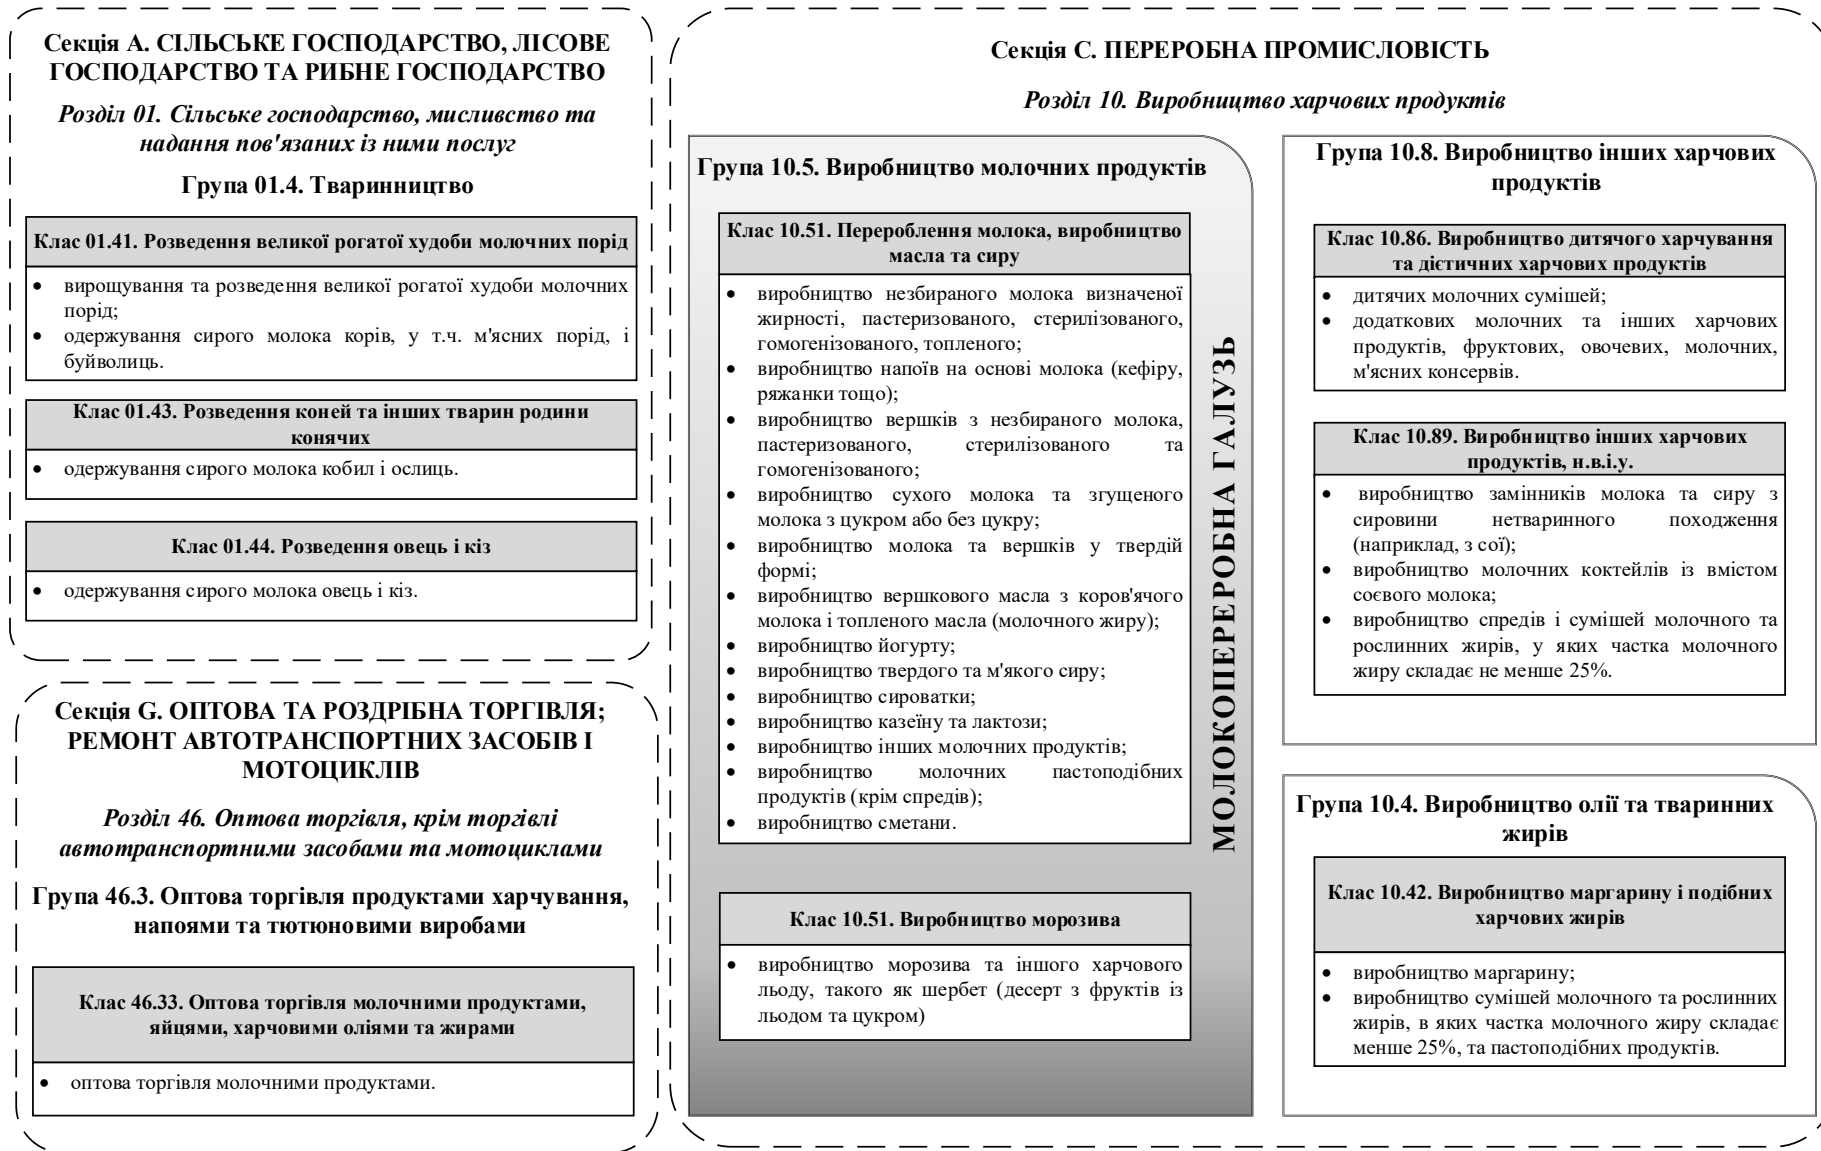 Секція A. СІЛЬСЬКЕ ГОСПОДАРСТВО, ЛІСОВЕ
ГОСПОДАРСТВО ТА РИБНЕ ГОСПОДАРСТВО
Розділ 01. Сільське господарство, мисливство та
надання пов'язаних із ними послуг
Група 01.4. Тваринництво
Клас 01.41. Розведення великої рогатої худоби молочних порід
• вирощування та розведення великої рогатої худоби молочних
порід;
• одержування сирого молока корів, у т.ч. м'ясних порід, і
буйволиць.
Клас 01.43. Розведення коней та інших тварин родини
конячих
• одержування сирого молока кобил і ослиць.
Клас 01.44. Розведення овець і кіз
• одержування сирого молока овець і кіз.
Секція G. ОПТОВА ТА РОЗДРІБНА ТОРГІВЛЯ;
РЕМОНТ АВТОТРАНСПОРТНИХ ЗАСОБІВ І
МОТОЦИКЛІВ
Розділ 46. Оптова торгівля, крім торгівлі
автотранспортними засобами та мотоциклами
Група 46.3. Оптова торгівля продуктами харчування,
напоями та тютюновими виробами
Клас 46.33. Оптова торгівля молочними продуктами,
яйцями, харчовими оліями та жирами
• оптова торгівля молочними продуктами.
Секція C. ПЕРЕРОБНА ПРОМИСЛОВІСТЬ
Розділ 10. Виробництво харчових продуктів
Група 10.5. Виробництво молочних продуктів
Клас 10.51. Перероблення молока, виробництво
масла та сиру
• виробництво незбираного молока визначеної
жирності, пастеризованого, стерилізованого,
гомогенізованого, топленого;
• виробництво напоїв на основі молока (кефіру,
ряжанки тощо);
• виробництво вершків з незбираного молока,
пастеризованого, стерилізованого та
гомогенізованого;
• виробництво сухого молока та згущеного
молока з цукром або без цукру;
• виробництво молока та вершків у твердій
формі;
• виробництво вершкового масла з коров'ячого
молока і топленого масла (молочного жиру);
• виробництво йогурту;
• виробництво твердого та м'якого сиру;
• виробництво сироватки;
• виробництво казеїну та лактози;
• виробництво інших молочних продуктів;
• виробництво молочних пастоподібних
продуктів (крім спредів);
• виробництво сметани.
Клас 10.51. Виробництво морозива
• виробництво морозива та іншого харчового
льоду, такого як шербет (десерт з фруктів із
льодом та цукром)
МОЛОКОПЕРЕРОБНА ГАЛУЗЬ
Група 10.8. Виробництво інших харчових
продуктів
Клас 10.86. Виробництво дитячого харчування
та дієтичних харчових продуктів
• дитячих молочних сумішей;
• додаткових молочних та інших харчових
продуктів, фруктових, овочевих, молочних,
м'ясних консервів.
Клас 10.89. Виробництво інших харчових
продуктів, н.в.і.у.
• виробництво замінників молока та сиру з
сировини нетваринного походження
(наприклад, з сої);
• виробництво молочних коктейлів із вмістом
соєвого молока;
• виробництво спредів і сумішей молочного та
рослинних жирів, у яких частка молочного
жиру складає не менше 25%.
Група 10.4. Виробництво олії та тваринних
жирів
Клас 10.42. Виробництво маргарину і подібних
харчових жирів
• виробництво маргарину;
• виробництво сумішей молочного та рослинних
жирів, в яких частка молочного жиру складає
менше 25%, та пастоподібних продуктів.